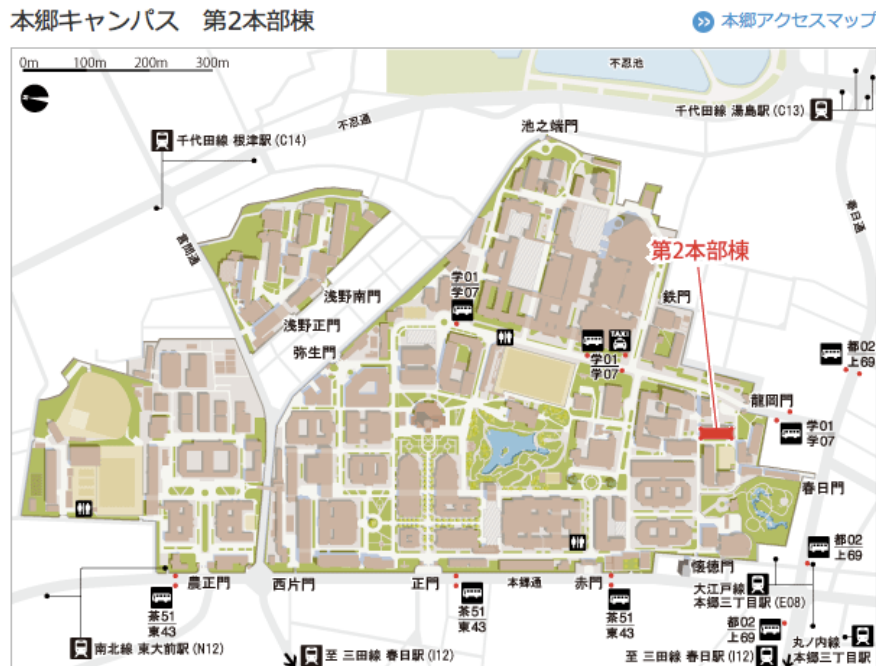 本郷キャンパス 第2本部棟
本郷アクセスマップ
0m 100m 200m 300m
不忍池
千代田線 湯島駅 (C13)
不忍通
池之端門
千代田線 根津駅 (C14)
春日通
言問通
第2本部棟
学01
学07
浅野南門
鉄門
浅野正門
TAXI
弥生門
学01
学07
都02
上69
龍岡門
学01
学07
春日門
都02
上69
懐徳門
農正門
西片門
正門
本郷通
赤門
大江戸線
本郷三丁目駅 (E08)
茶51
東43
茶51
東43
茶51
東43
都02
上69
南北線 東大前駅 (N12)
至 三田線 春日駅 (I12)
至 三田線 春日駅 (I12)
丸ノ内線
本郷三丁目駅